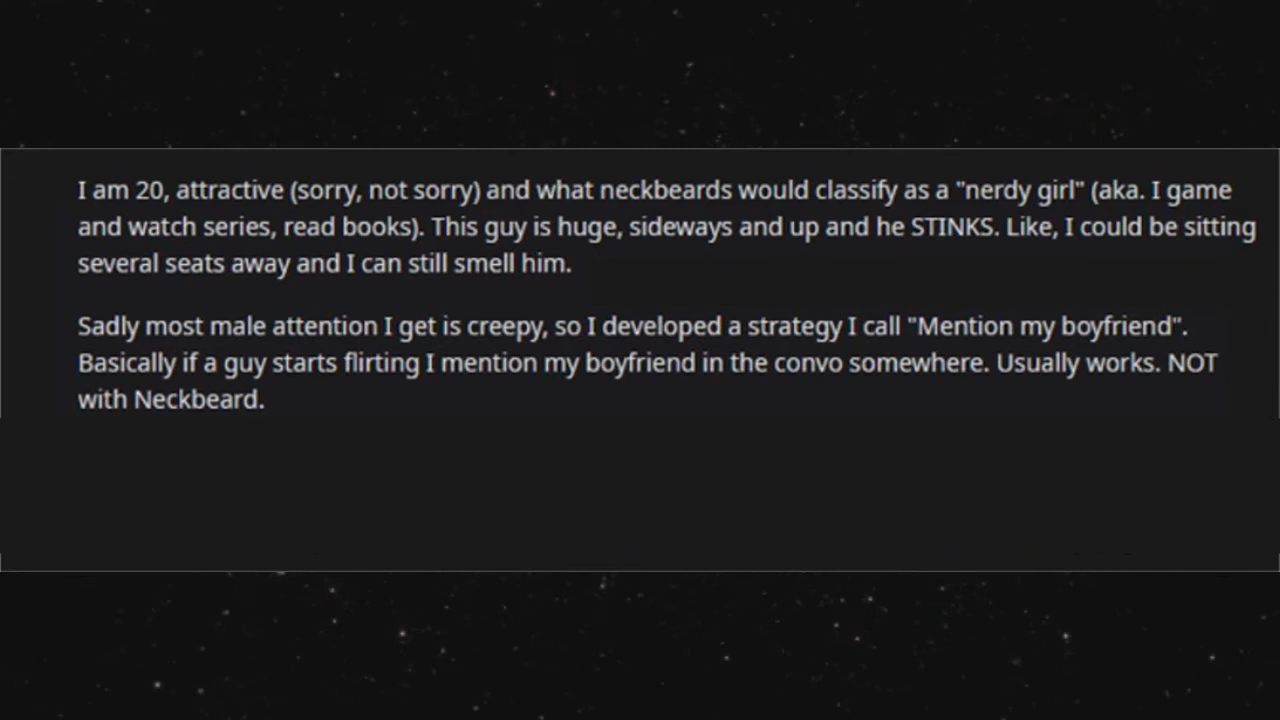 I am 20, attractive (sorry, not sorry) and what neckbeards would classify as a "nerdy girl" (aka. I game
and watch series, read books). This guy is huge, sideways and up and he STINKS. Like, I could be sitting
several seats away and I can still smell him.
Sadly most male attention I get is creepy, so I developed a strategy I call "Mention my boyfriend".
Basically if a guy starts flirting I mention my boyfriend in the convo somewhere. Usually works. NOT
with Neckbeard.